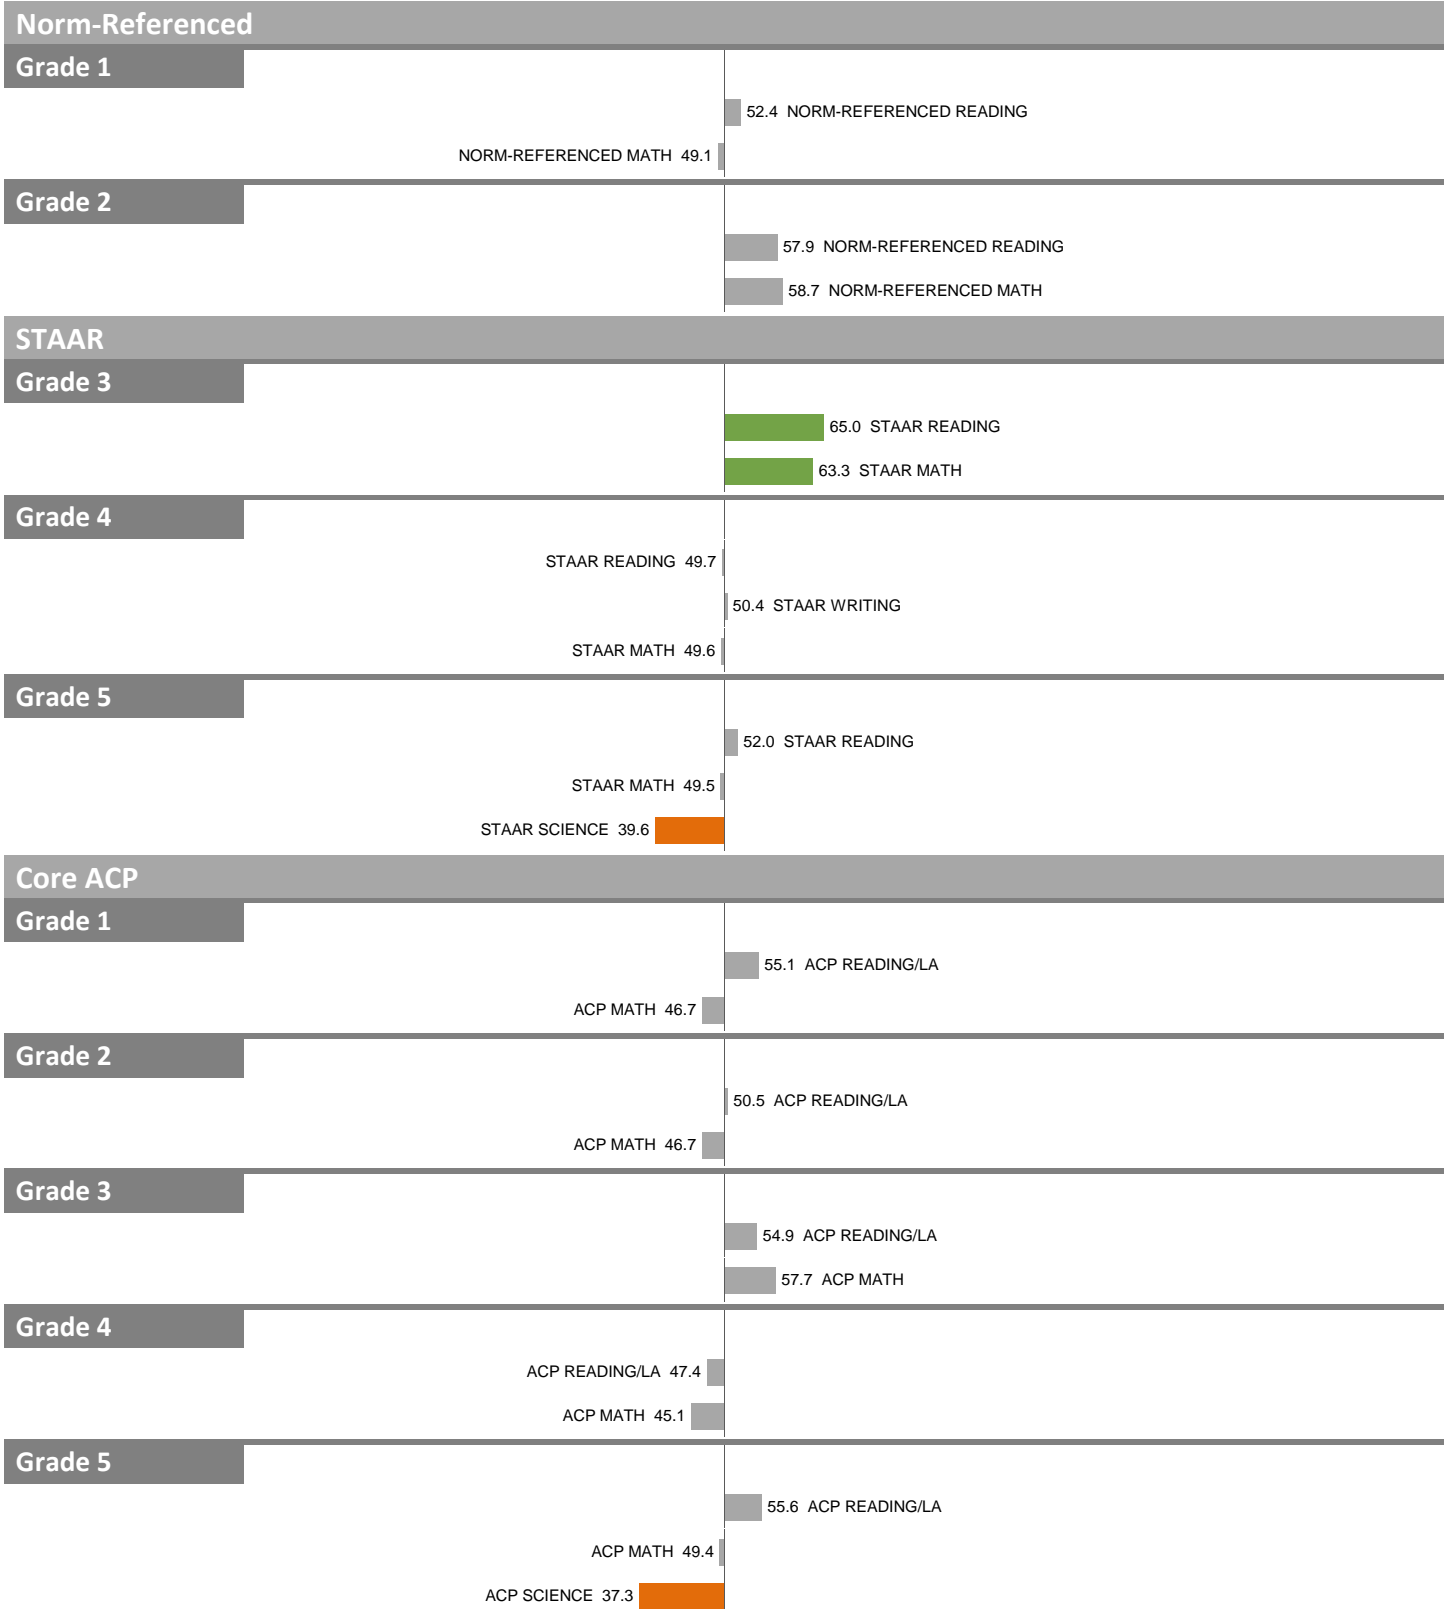 Norm-Referenced
Grade 1
52.4 NORM-REFERENCED READING
NORM-REFERENCED MATH 49.1
Grade 2
57.9 NORM-REFERENCED READING
58.7 NORM-REFERENCED MATH
STAAR
Grade 3
65.0 STAAR READING
63.3 STAAR MATH
Grade 4
STAAR READING 49.7
50.4 STAAR WRITING
STAAR MATH 49.6
Grade 5
52.0 STAAR READING
STAAR MATH 49.5
STAAR SCIENCE 39.6
Core ACP
Grade 1
55.1 ACP READING/LA
ACP MATH 46.7
Grade 2
50.5 ACP READING/LA
ACP MATH 46.7
Grade 3
54.9 ACP READING/LA
57.7 ACP MATH
Grade 4
ACP READING/LA 47.4
ACP MATH 45.1
Grade 5
55.6 ACP READING/LA
ACP MATH 49.4
ACP SCIENCE 37.3